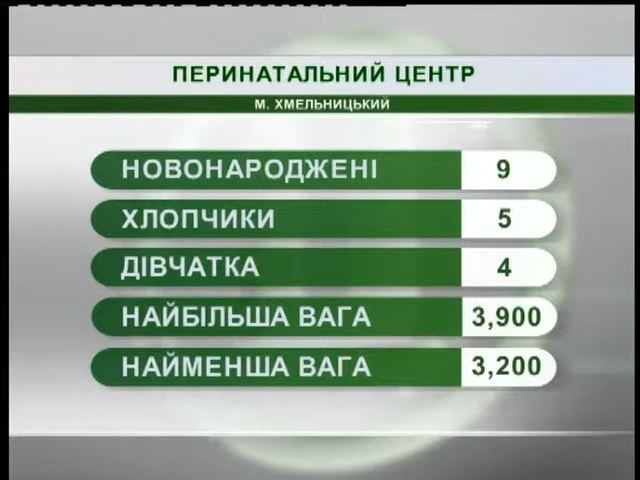 ПЕРИНАТАЛЬНИЙ ЦЕНТР
М. ХМЕЛЬНИЦЬКИЙ
НОВОНАРОДЖЕНІ 9
ХЛОПЧИКИ 5
ДІВЧАТКА 4
НАЙБІЛЬША ВАГА 3,900
НАЙМЕНША ВАГА 3,200